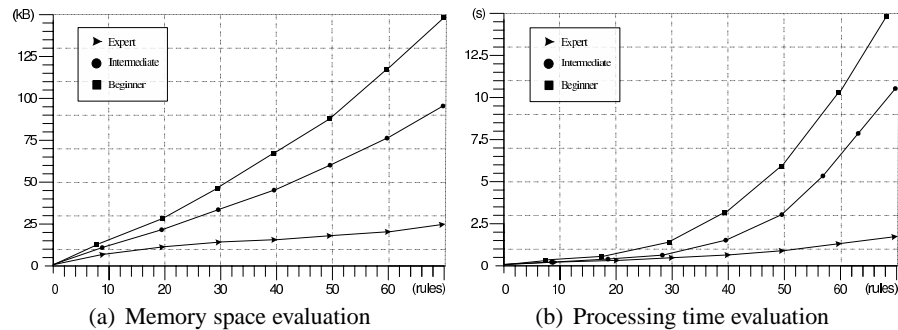 (kB)
125
100
75
50
25
0
Expert
Intermediate
Beginner
0 10 20 30 40 50 60 (rules)
(a) Memory space evaluation
(s)
12.5
10
7.5
5
2.5
0
Expert
Intermediate
Beginner
0 10 20 30 40 50 60 (rules)
(b) Processing time evaluation